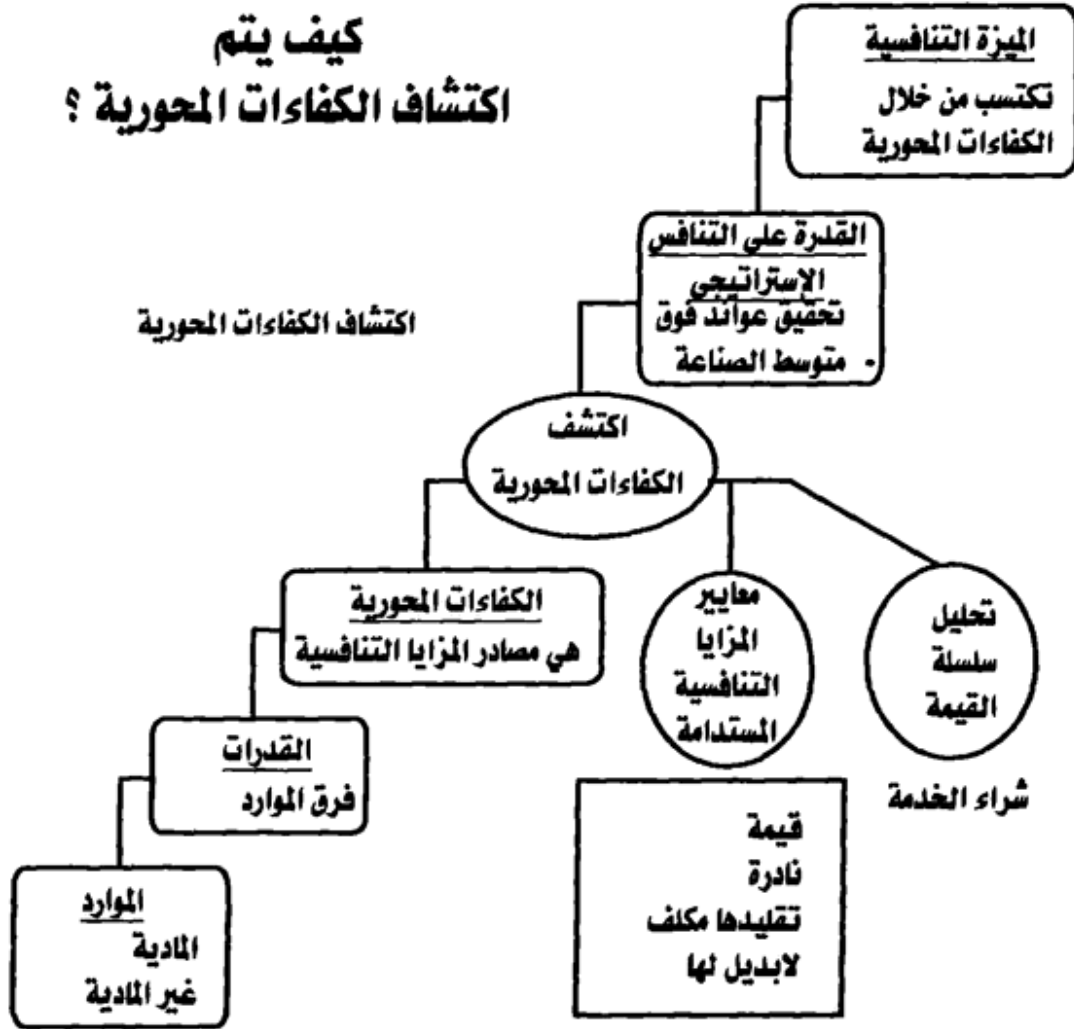 كيف يتم
اكتشاف الكفاءات المحورية ؟
الميزة التنافسية
تكتسب من خلال
الكفاءات المحورية
القدرة على التنافس
الإستراتيجي
تحقيق عوائد فوق
متوسط الصناعة
اكتشاف الكفاءات المحورية
اكتشف
الكفاءات المحورية
الكفاءات المحورية
هي مصادر المزايا التنافسية
معايير
المزايا
التنافسية
المستدامة
تحليل
سلسلة
القيمة
القدرات
فرق الموارد
شراء الخدمة
قيمة
نادرة
تقليدها مكلف
لابديل لها
الموارد
المادية
غير المادية